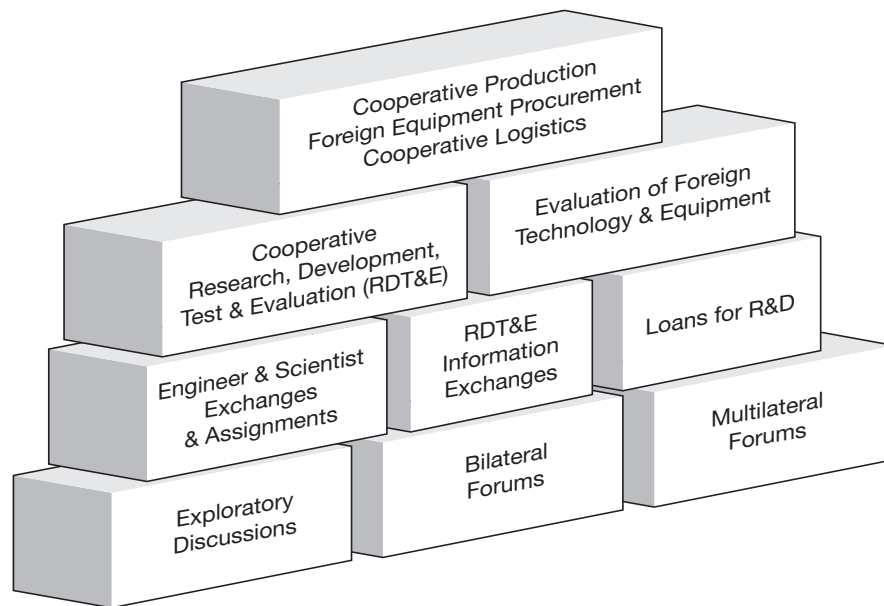 Cooperative Production
Foreign Equipment Procurement
Cooperative Logistics
Cooperative
Research, Development,
Test & Evaluation (RDT&E)
Evaluation of Foreign
Technology & Equipment
Engineer & Scientist
Exchanges
& Assignments
RDT&E
Information
Exchanges
Loans for R&D
Exploratory
Discussions
Bilateral
Forums
Multilateral
Forums